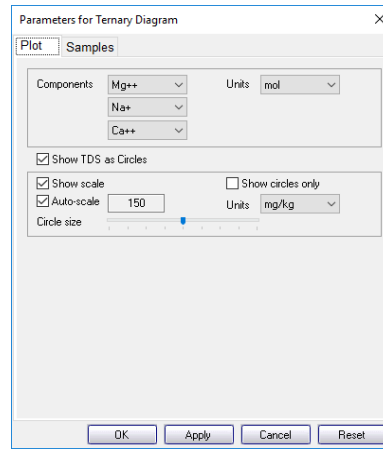 Parameters for Ternary Diagram
Plot Samples
Components Mg++ Units mol
Na+
Ca++
Show TDS as Circles
Show scale Show circles only
Auto-scale 150 Units mg/kg
Circle size
OK Apply Cancel Reset